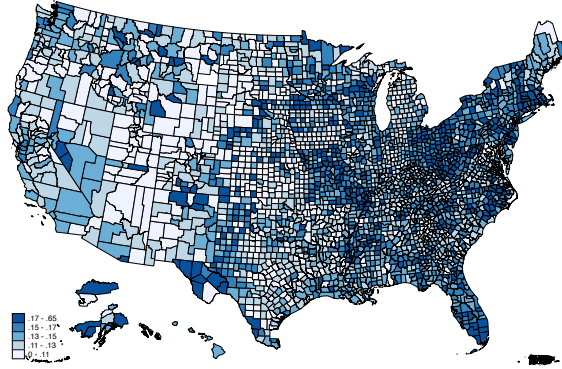 .17 - .65
.15 - .17
.13 - .15
.11 - .13
0 - .11